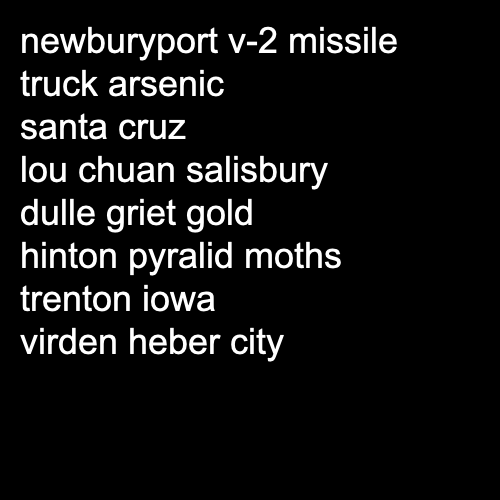 newburyport v-2 missile
truck arsenic
santa cruz
lou chuan salisbury
dulle griet gold
hinton pyralid moths
trenton iowa
virden heber city